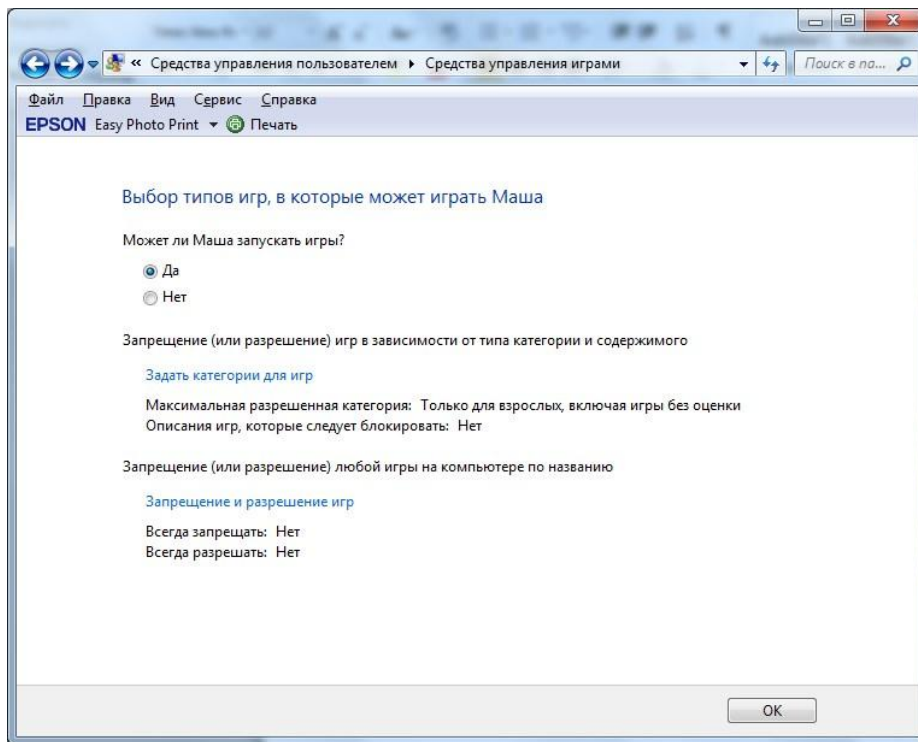 « Средства управления пользователем ▸ Средства управления играми
Поиск в па...
Файл Правка Вид Сервис Справка
EPSON Easy Photo Print Печать
Выбор типов игр, в которые может играть Маша
Может ли Маша запускать игры?
Да
Нет
Запрещение (или разрешение) игр в зависимости от типа категории и содержимого
Задать категории для игр
Максимальная разрешенная категория: Только для взрослых, включая игры без оценки
Описания игр, которые следует блокировать: Нет
Запрещение (или разрешение) любой игры на компьютере по названию
Запрещение и разрешение игр
Всегда запрещать: Нет
Всегда разрешать: Нет
OK